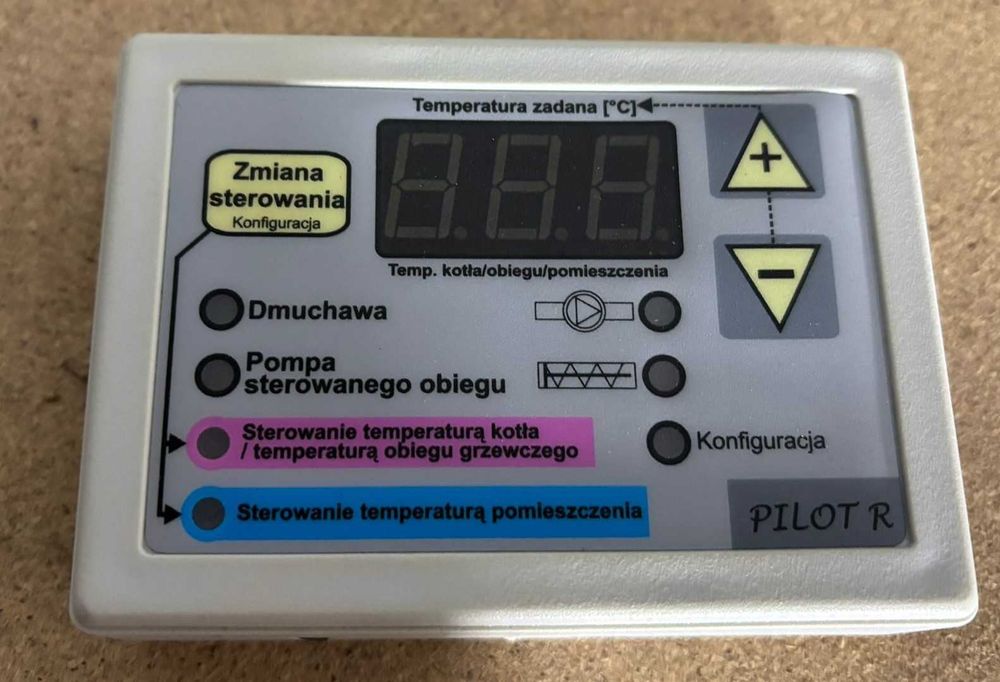 Temperatura zadana [°C]
+
Zmiana
sterowania
Konfiguracja
-
Temp. kotła/obiegu/pomieszczenia
Dmuchawa
Pompa
sterowanego obiegu
Sterowanie temperaturą kotła
/ temperaturą obiegu grzewczego
Konfiguracja
Sterowanie temperaturą pomieszczenia
PILOT R